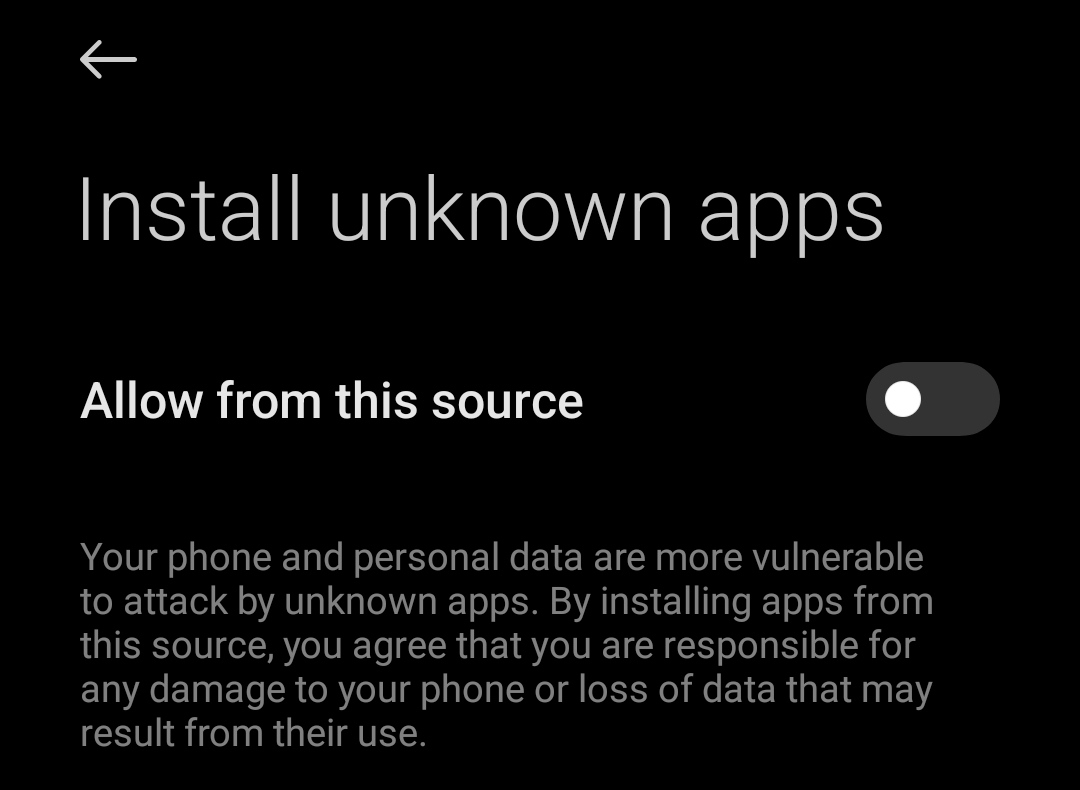 Install unknown apps
Allow from this source
Your phone and personal data are more vulnerable
to attack by unknown apps. By installing apps from
this source, you agree that you are responsible for
any damage to your phone or loss of data that may
result from their use.